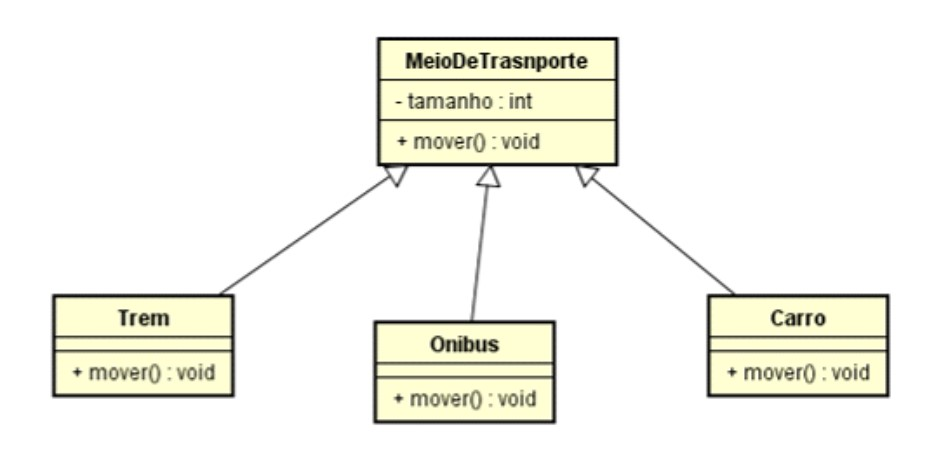 MeioDeTrasnporte
- tamanho : int
+ mover() : void
Trem
+ mover() : void
Onibus
+ mover() : void
Carro
+ mover() : void